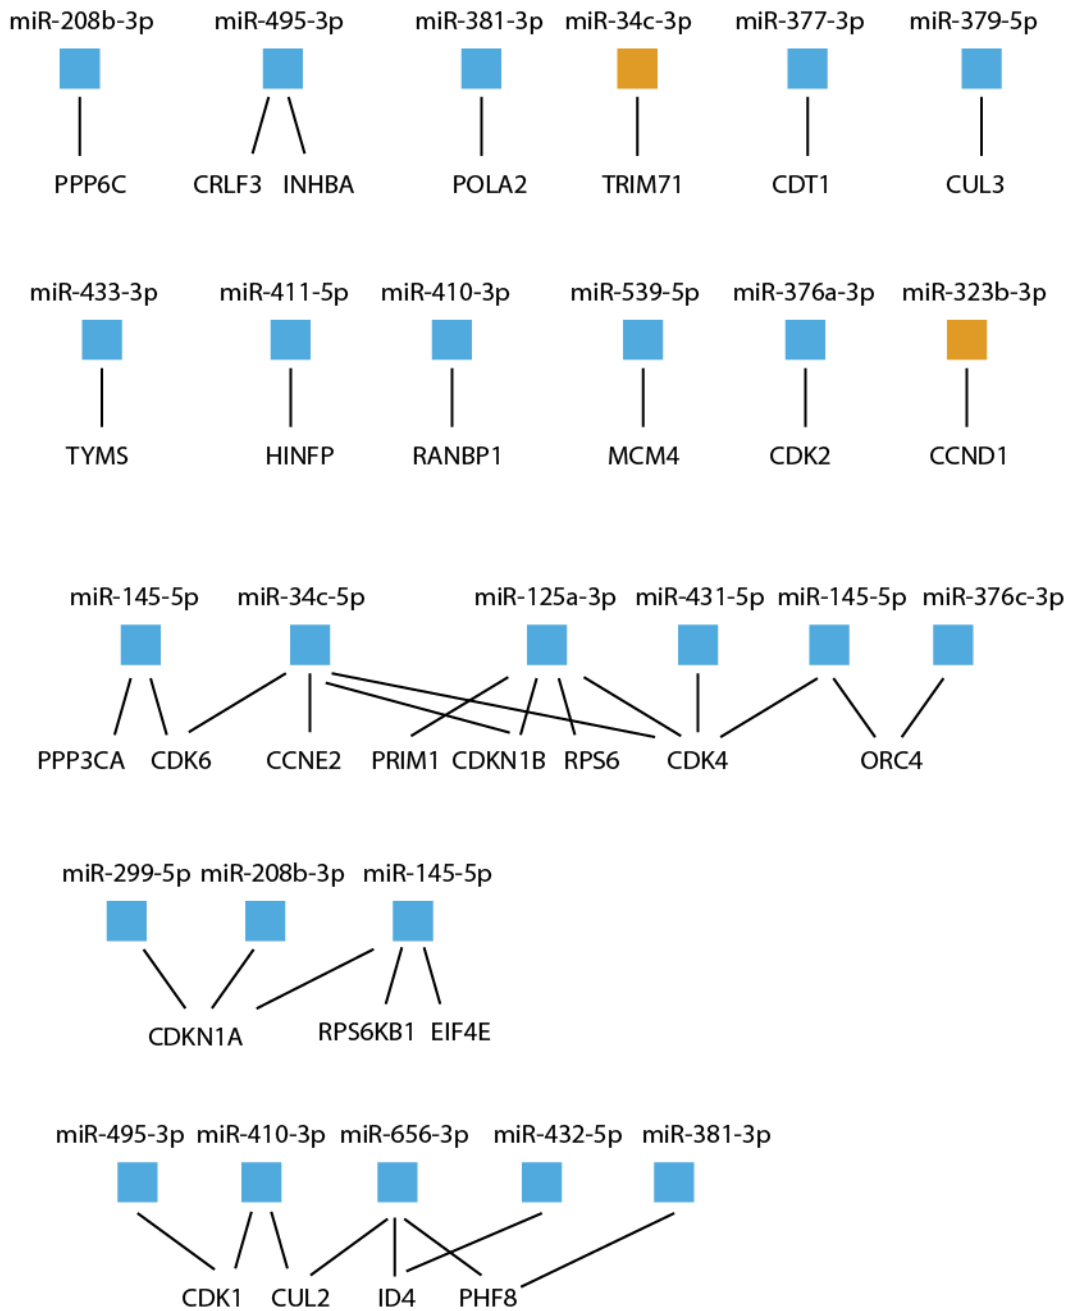 miR-208b-3p miR-495-3p miR-381-3p miR-34c-3p miR-377-3p miR-379-5p
PPP6C CRLF3 INHBA POLA2 TRIM71 CDT1 CUL3
miR-433-3p miR-411-5p miR-410-3p miR-539-5p miR-376a-3p miR-323b-3p
TYMS HINFP RANBP1 MCM4 CDK2 CCND1
miR-145-5p miR-34c-5p miR-125a-3p miR-431-5p miR-145-5p miR-376c-3p
PPP3CA CDK6 CCNE2 PRIM1 CDKN1B RPS6 CDK4 ORC4
miR-299-5p miR-208b-3p miR-145-5p
CDKN1A RPS6KB1 EIF4E
miR-495-3p miR-410-3p miR-656-3p miR-432-5p miR-381-3p
CDK1 CUL2 ID4 PHF8